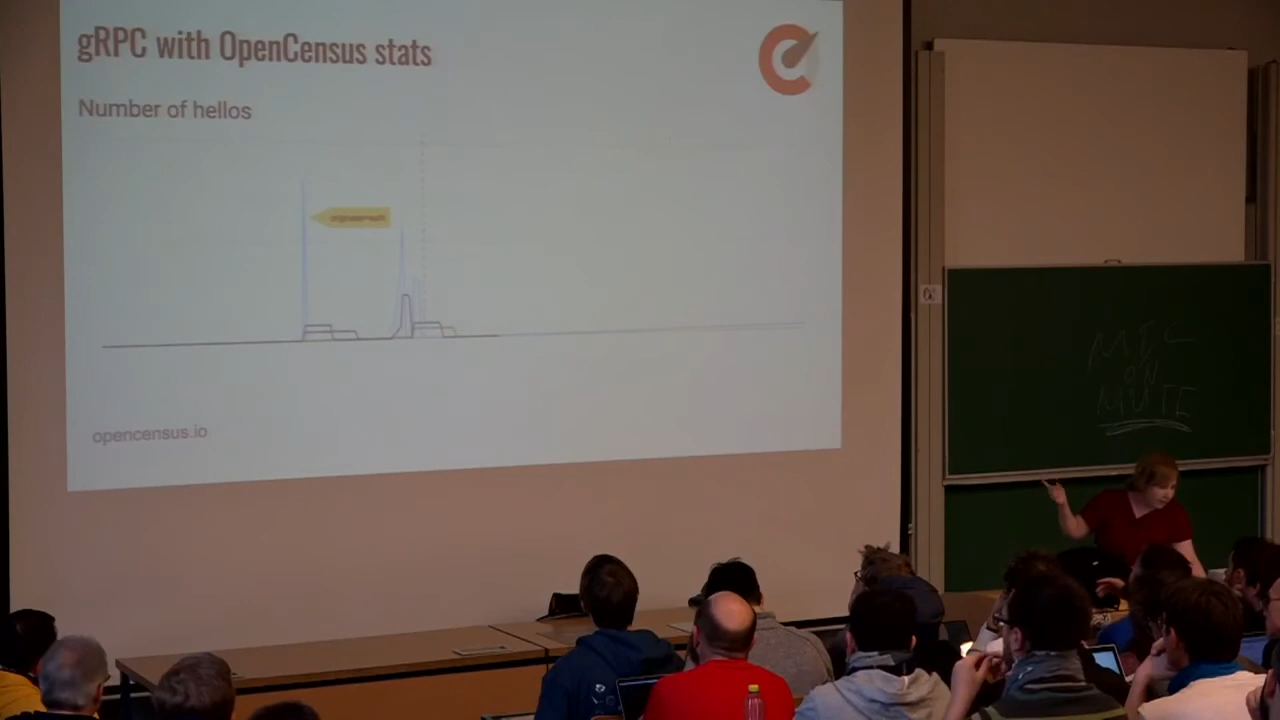 gRPC with OpenCensus stats
Number of hellos
opencensus.io
MIC
ON
MUTE